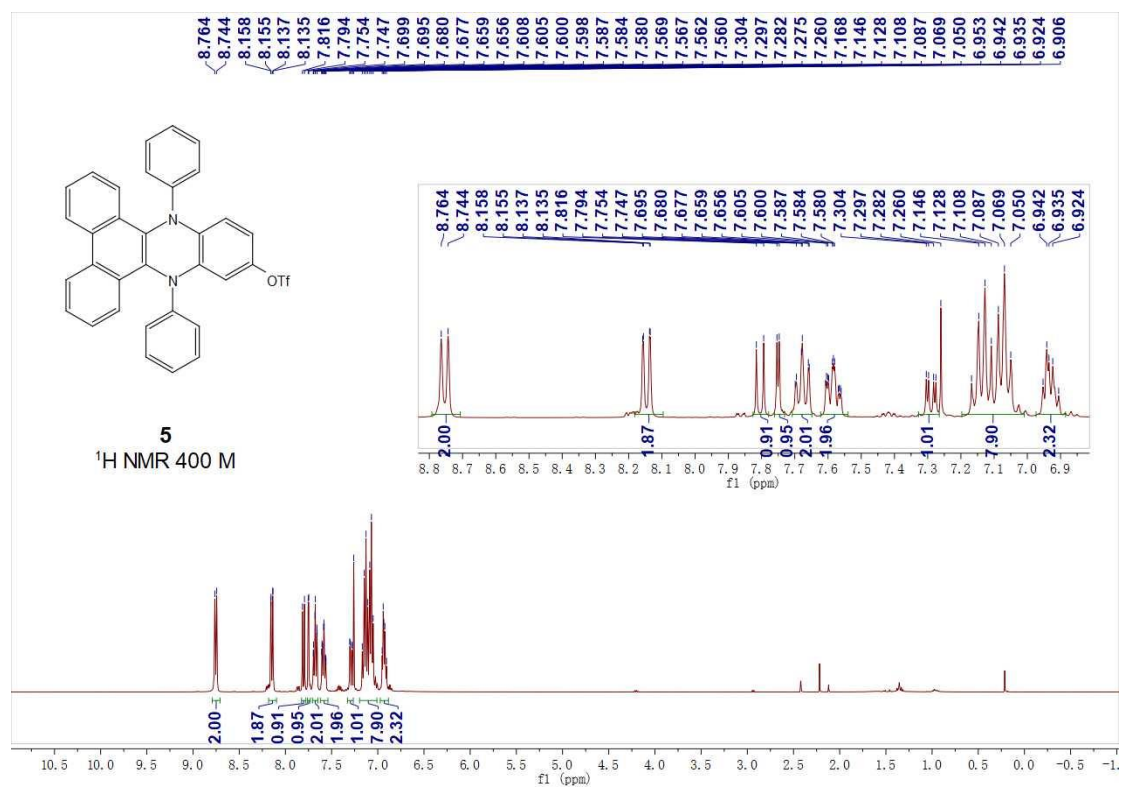 8.764 8.744 8.158 8.155 8.137 8.135 7.816 7.794 7.754 7.747 7.699 7.695 7.680 7.677 7.659 7.656 7.608 7.605 7.600 7.598 7.587 7.584 7.580 7.569 7.567 7.562 7.560 7.304 7.297 7.282 7.275 7.260 7.168 7.146 7.128 7.108 7.087 7.069 7.050 6.953 6.942 6.935 6.924 6.906
8.764 8.744 8.158 8.155 8.137 8.135 7.816 7.794 7.754 7.747 7.695 7.680 7.677 7.659 7.656 7.605 7.600 7.587 7.584 7.580 7.304 7.297 7.282 7.260 7.146 7.128 7.108 7.087 7.069 7.050 6.942 6.935 6.924
N
OTf
N
5
¹H NMR 400 M
2.00 1.87 0.91 0.95 2.01 1.96 1.01 7.90 2.32
8.8 8.7 8.6 8.5 8.4 8.3 8.2 8.1 8.0 7.9 7.8 7.7 7.6 7.5 7.4 7.3 7.2 7.1 7.0 6.9
f1 (ppm)
2.00 1.87 0.91 0.95 2.01 1.96 1.01 7.90 2.32
10.5 10.0 9.5 9.0 8.5 8.0 7.5 7.0 6.5 6.0 5.5 5.0 4.5 4.0 3.5 3.0 2.5 2.0 1.5 1.0 0.5 0.0 -0.5 -1.
f1 (ppm)